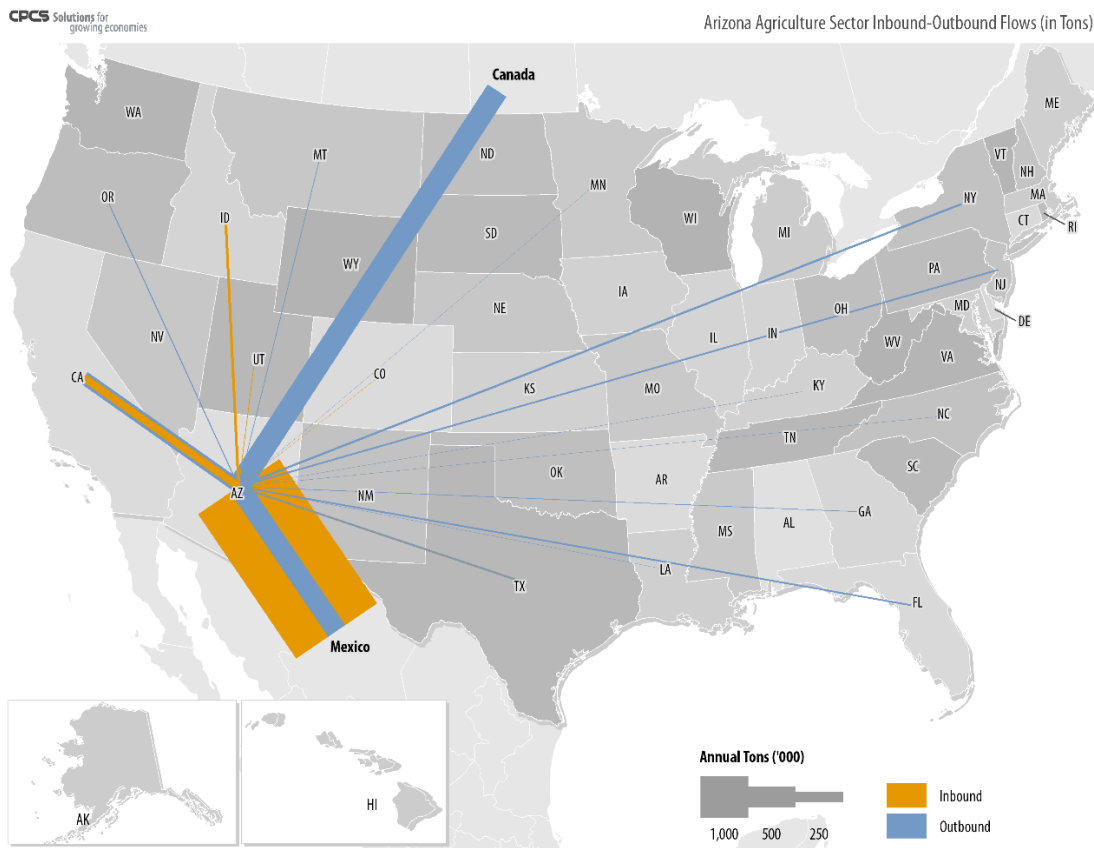 CPCS Solutions for
growing economies
Arizona Agriculture Sector Inbound-Outbound Flows (in Tons)
Canada
WA
ME
MT
ND
VT
MN
NH
OR
ID
NY
MA
WI
CT
RI
SD
MI
WY
PA
IA
NJ
NE
OH
MD
NV
IL
IN
DE
UT
WV
VA
CA
CO
KS
MO
KY
NC
TN
OK
SC
AR
AZ
NM
GA
AL
MS
LA
TX
FL
Mexico
Annual Tons ('000)
1,000 500 250
Inbound
Outbound
AK
HI